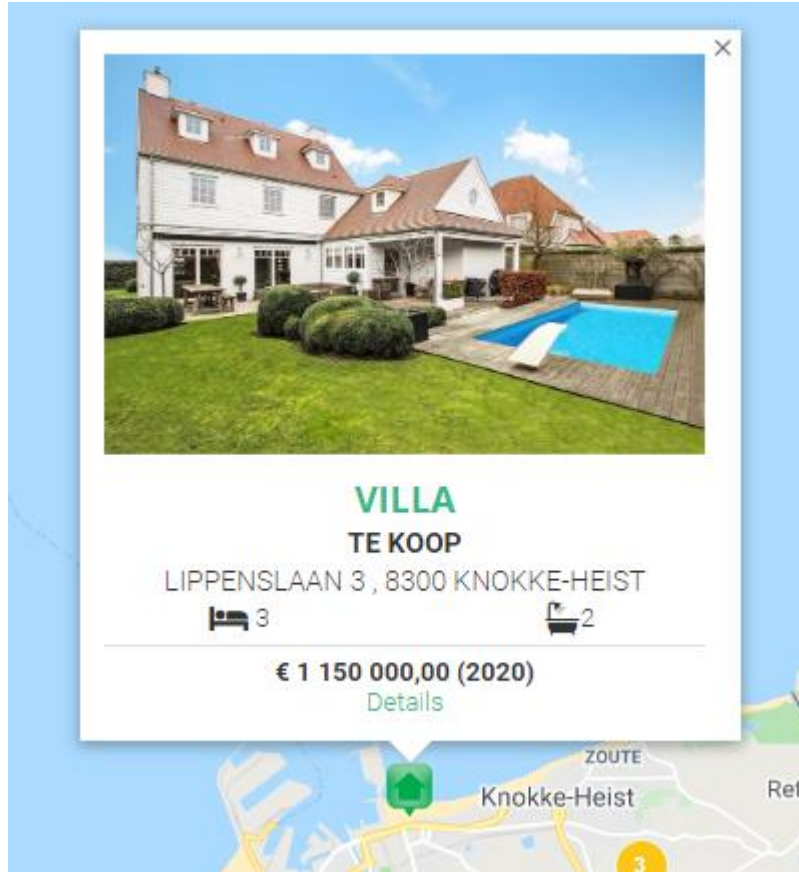 VILLA
TE KOOP
LIPPENSLAAN 3 , 8300 KNOKKE-HEIST
3 2
€ 1 150 000,00 (2020)
Details
ZOUTE
Knokke-Heist
Ret
3